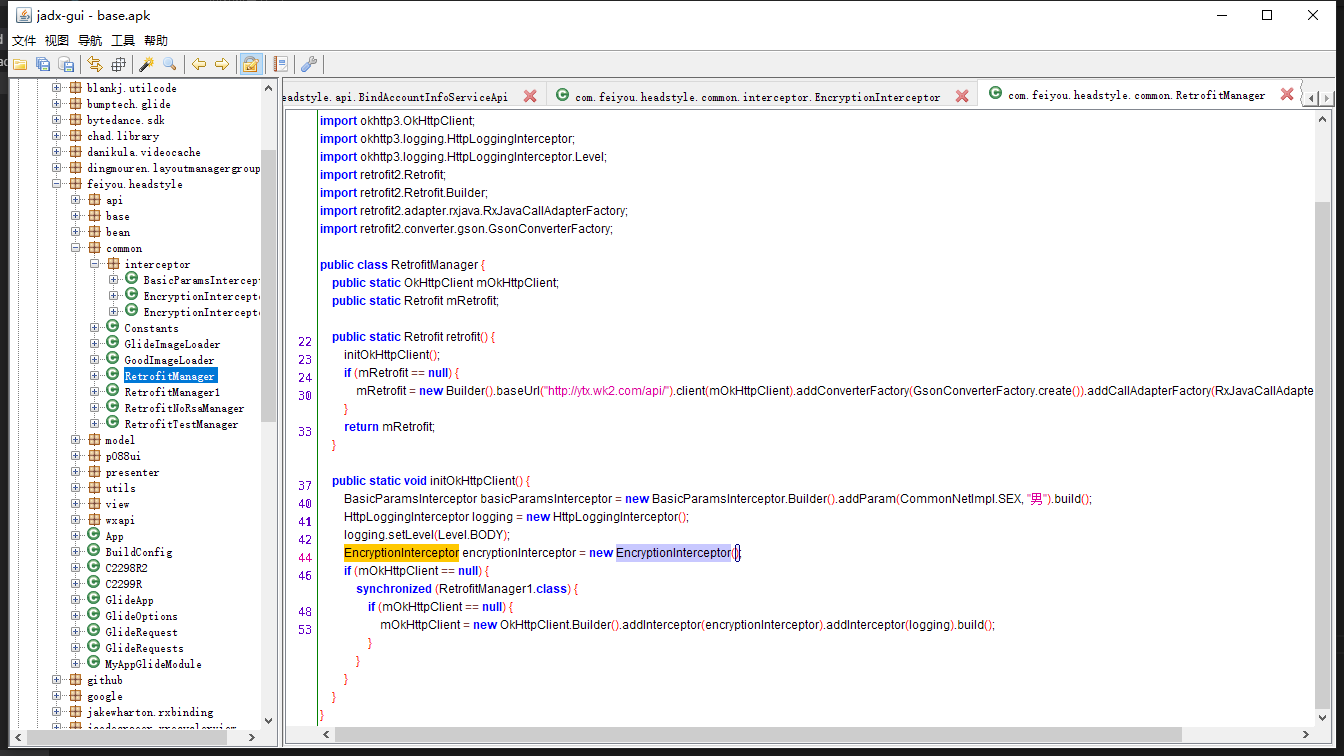 jadx-gui - base.apk
文件 视图 导航 工具 帮助
blankj.utilcode
bumptech.glide
bytedance.sdk
chad.library
danikula.videocache
dingmouren.layoutmanagergroup
feiyou.headstyle
api
base
bean
common
interceptor
BasicParamsIntercept
EncryptionIntercepto
EncryptionIntercepto
Constants
GlideImageLoader
GoodImageLoader
RetrofitManager
RetrofitManager1
RetrofitNoRsaManager
RetrofitTestManager
model
p088ui
presenter
utils
view
wxapi
App
BuildConfig
C2298R2
C2299R
GlideApp
GlideOptions
GlideRequest
GlideRequests
MyAppGlideModule
github
google
jakewharton.rxbinding
eadstyle.api.BindAccountInfoServiceApi com.feiyou.headstyle.common.interceptor.EncryptionInterceptor com.feiyou.headstyle.common.RetrofitManager
import okhttp3.OkHttpClient;
import okhttp3.logging.HttpLoggingInterceptor;
import okhttp3.logging.HttpLoggingInterceptor.Level;
import retrofit2.Retrofit;
import retrofit2.Retrofit.Builder;
import retrofit2.adapter.rxjava.RxJavaCallAdapterFactory;
import retrofit2.converter.gson.GsonConverterFactory;
public class RetrofitManager {
public static OkHttpClient mOkHttpClient;
public static Retrofit mRetrofit;
22 public static Retrofit retrofit() {
23 initOkHttpClient();
24 if (mRetrofit == null) {
30 mRetrofit = new Builder().baseUrl("http://ytx.wk2.com/api/").client(mOkHttpClient).addConverterFactory(GsonConverterFactory.create()).addCallAdapterFactory(RxJavaCallAdapte
}
33 return mRetrofit;
}
37 public static void initOkHttpClient() {
40 BasicParamsInterceptor basicParamsInterceptor = new BasicParamsInterceptor.Builder().addParam(CommonNetImpl.SEX, "男").build();
41 HttpLoggingInterceptor logging = new HttpLoggingInterceptor();
42 logging.setLevel(Level.BODY);
44 EncryptionInterceptor encryptionInterceptor = new EncryptionInterceptor();
46 if (mOkHttpClient == null) {
synchronized (RetrofitManager1.class) {
48 if (mOkHttpClient == null) {
53 mOkHttpClient = new OkHttpClient.Builder().addInterceptor(encryptionInterceptor).addInterceptor(logging).build();
}
}
}
}
}